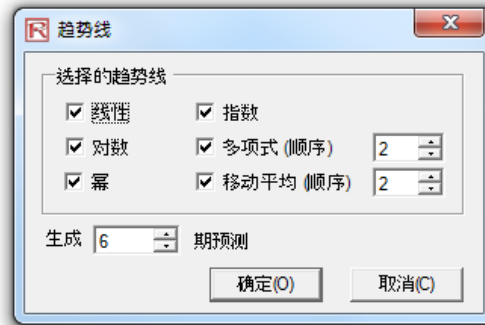 趋势线
选择的趋势线
线性 指数
对数 多项式 (顺序) 2
幂 移动平均 (顺序) 2
生成 6 期预测
确定(O) 取消(C)